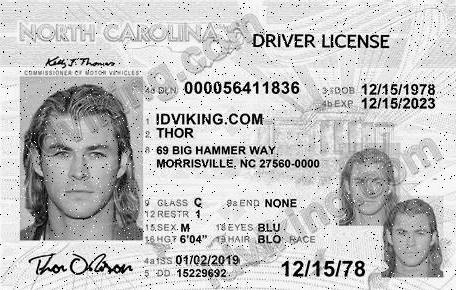 NORTH CAROLINA
DRIVER LICENSE
Kelly J. Thomas
COMMISSIONER OF MOTOR VEHICLES
4d DLN 000056411836
3 DOB 12/15/1978
4b EXP 12/15/2023
1 IDVIKING.COM
2 THOR
8 69 BIG HAMMER WAY,
MORRISVILLE, NC 27560-0000
9 CLASS C 9a END NONE
12 RESTR 1
15 SEX M 18 EYES BLU
16 HGT 6'04" 19 HAIR BLO RACE
4a ISS 01/02/2019
5 DD 15229692
12/15/78
Thor Odinson